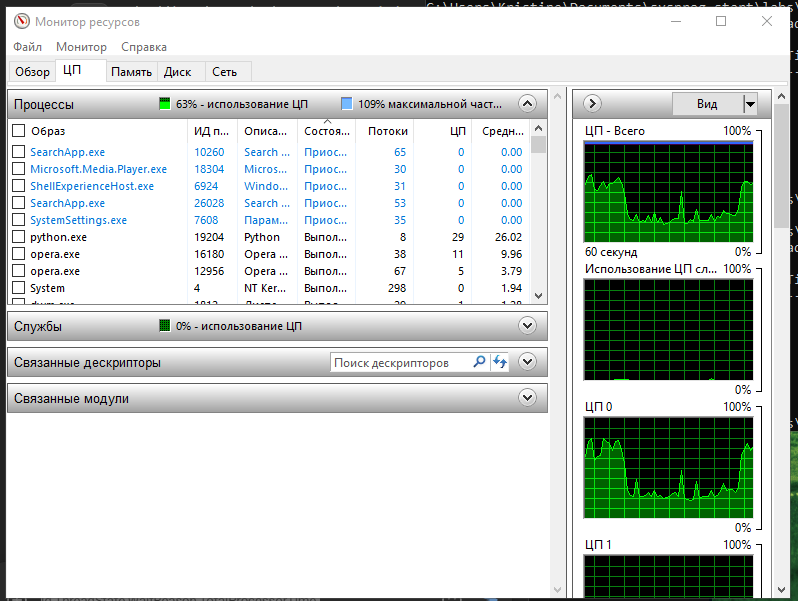 C:\Users\Kristina\Documents\sysprog-start\labs\
Монитор ресурсов
Файл Монитор Справка
Обзор ЦП Память Диск Сеть
Процессы 63% - использование ЦП 109% максимальной част...
Образ ИД п... Описа... Состоя... Потоки ЦП Средн...
SearchApp.exe 10260 Search ... Приос... 65 0 0.00
Microsoft.Media.Player.exe 18304 Micros... Приос... 30 0 0.00
ShellExperienceHost.exe 6924 Windo... Приос... 31 0 0.00
SearchApp.exe 26028 Search ... Приос... 53 0 0.00
SystemSettings.exe 7608 Парам... Приос... 35 0 0.00
python.exe 19204 Python Выпол... 8 29 26.02
opera.exe 16180 Opera ... Выпол... 38 11 9.96
opera.exe 12956 Opera ... Выпол... 67 5 3.79
System 4 NT Ker... Выпол... 298 0 1.94
Службы 0% - использование ЦП
Связанные дескрипторы Поиск дескрипторов
Связанные модули
Вид
ЦП - Всего 100%
60 секунд 0%
Использование ЦП сл... 100%
0%
ЦП 0 100%
0%
ЦП 1 100%